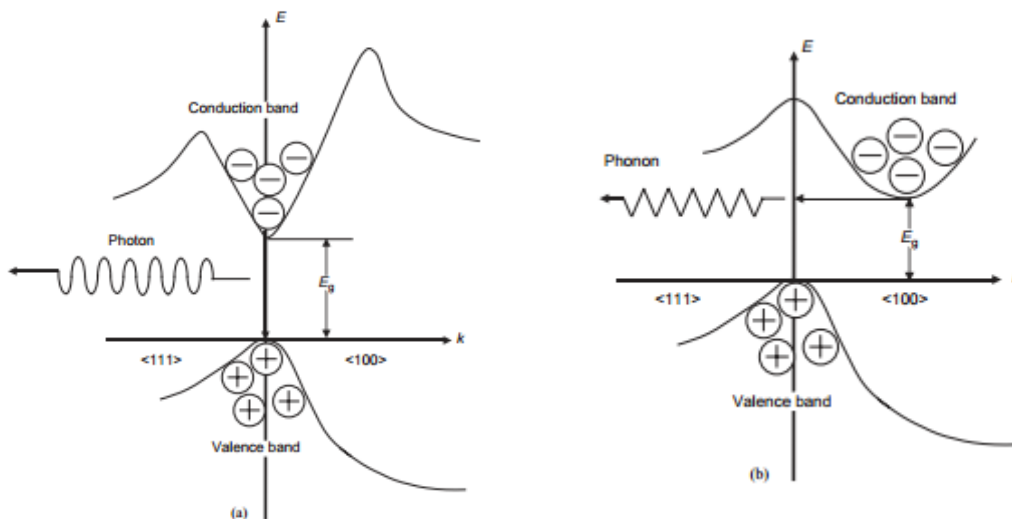 E
Conduction band
Photon
Eg
k
<111>
<100>
Valence band
(a)
E
Conduction band
Phonon
Eg
<111>
<100>
Valence band
(b)